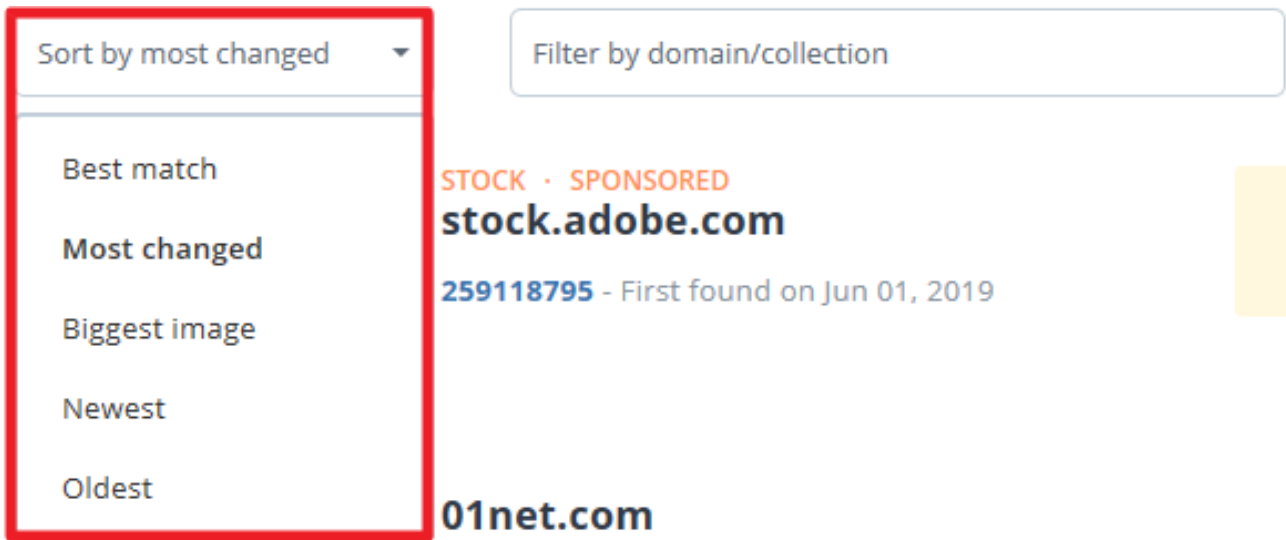 Sort by most changed
Filter by domain/collection
Best match
Most changed
Biggest image
Newest
Oldest
STOCK · SPONSORED
stock.adobe.com
259118795 - First found on Jun 01, 2019
01net.com